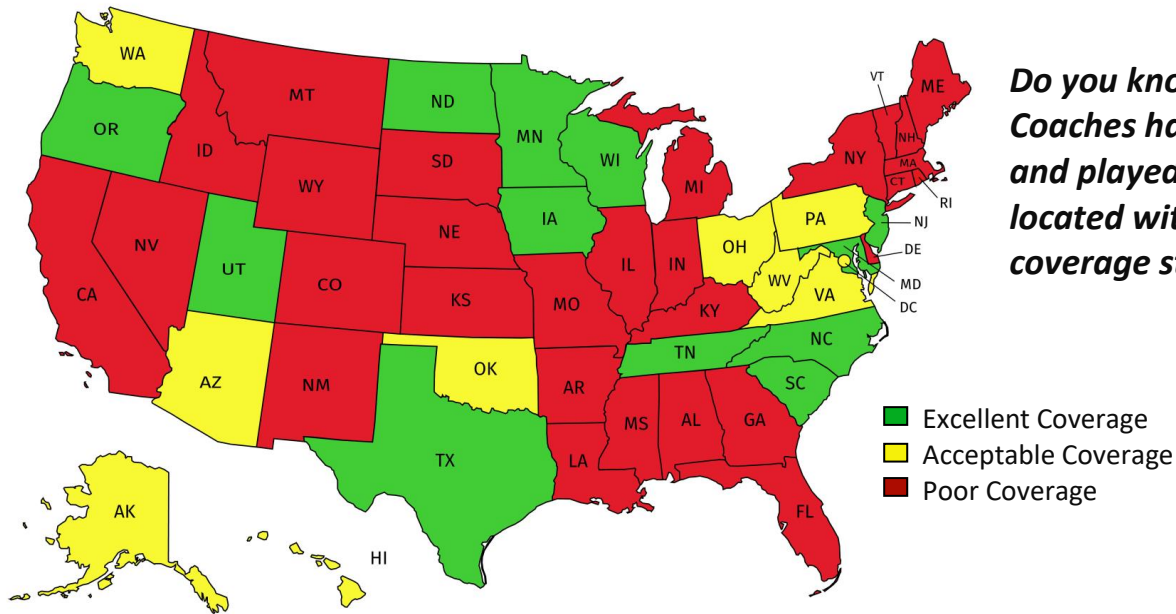 WA
OR
CA
NV
ID
MT
WY
UT
AZ
CO
NM
ND
SD
NE
KS
OK
TX
MN
IA
MO
AR
LA
WI
IL
IN
MI
OH
KY
TN
MS
AL
GA
FL
SC
NC
VA
WV
PA
NY
VT
NH
ME
MA
CT
RI
NJ
DE
MD
DC
AK
HI
Do you kno
Coaches ha
and played
located wit
coverage st
Excellent Coverage
Acceptable Coverage
Poor Coverage